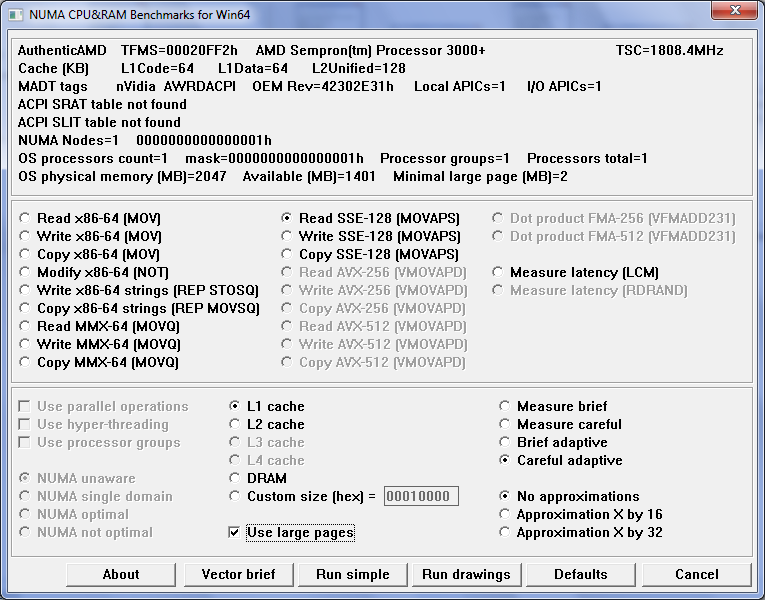 NUMA CPU&RAM Benchmarks for Win64
AuthenticAMD TFMS=00020FF2h AMD Sempron(tm) Processor 3000+ TSC=1808.4MHz
Cache (KB) L1Code=64 L1Data=64 L2Unified=128
MADT tags nVidia AWRDACPI OEM Rev=42302E31h Local APICs=1 I/O APICs=1
ACPI SRAT table not found
ACPI SLIT table not found
NUMA Nodes=1 0000000000000001h
OS processors count=1 mask=0000000000000001h Processor groups=1 Processors total=1
OS physical memory (MB)=2047 Available (MB)=1401 Minimal large page (MB)=2
Read x86-64 (MOV)
Write x86-64 (MOV)
Copy x86-64 (MOV)
Modify x86-64 (NOT)
Write x86-64 strings (REP STOSQ)
Copy x86-64 strings (REP MOVSQ)
Read MMX-64 (MOVQ)
Write MMX-64 (MOVQ)
Copy MMX-64 (MOVQ)
Read SSE-128 (MOVAPS)
Write SSE-128 (MOVAPS)
Copy SSE-128 (MOVAPS)
Read AVX-256 (VMOVAPD)
Write AVX-256 (VMOVAPD)
Copy AVX-256 (VMOVAPD)
Read AVX-512 (VMOVAPD)
Write AVX-512 (VMOVAPD)
Copy AVX-512 (VMOVAPD)
Dot product FMA-256 (VFMADD231)
Dot product FMA-512 (VFMADD231)
Measure latency (LCM)
Measure latency (RDRAND)
Use parallel operations
Use hyper-threading
Use processor groups
NUMA unaware
NUMA single domain
NUMA optimal
NUMA not optimal
L1 cache
L2 cache
L3 cache
L4 cache
DRAM
Custom size (hex) = 00010000
Use large pages
Measure brief
Measure careful
Brief adaptive
Careful adaptive
No approximations
Approximation X by 16
Approximation X by 32
About Vector brief Run simple Run drawings Defaults Cancel